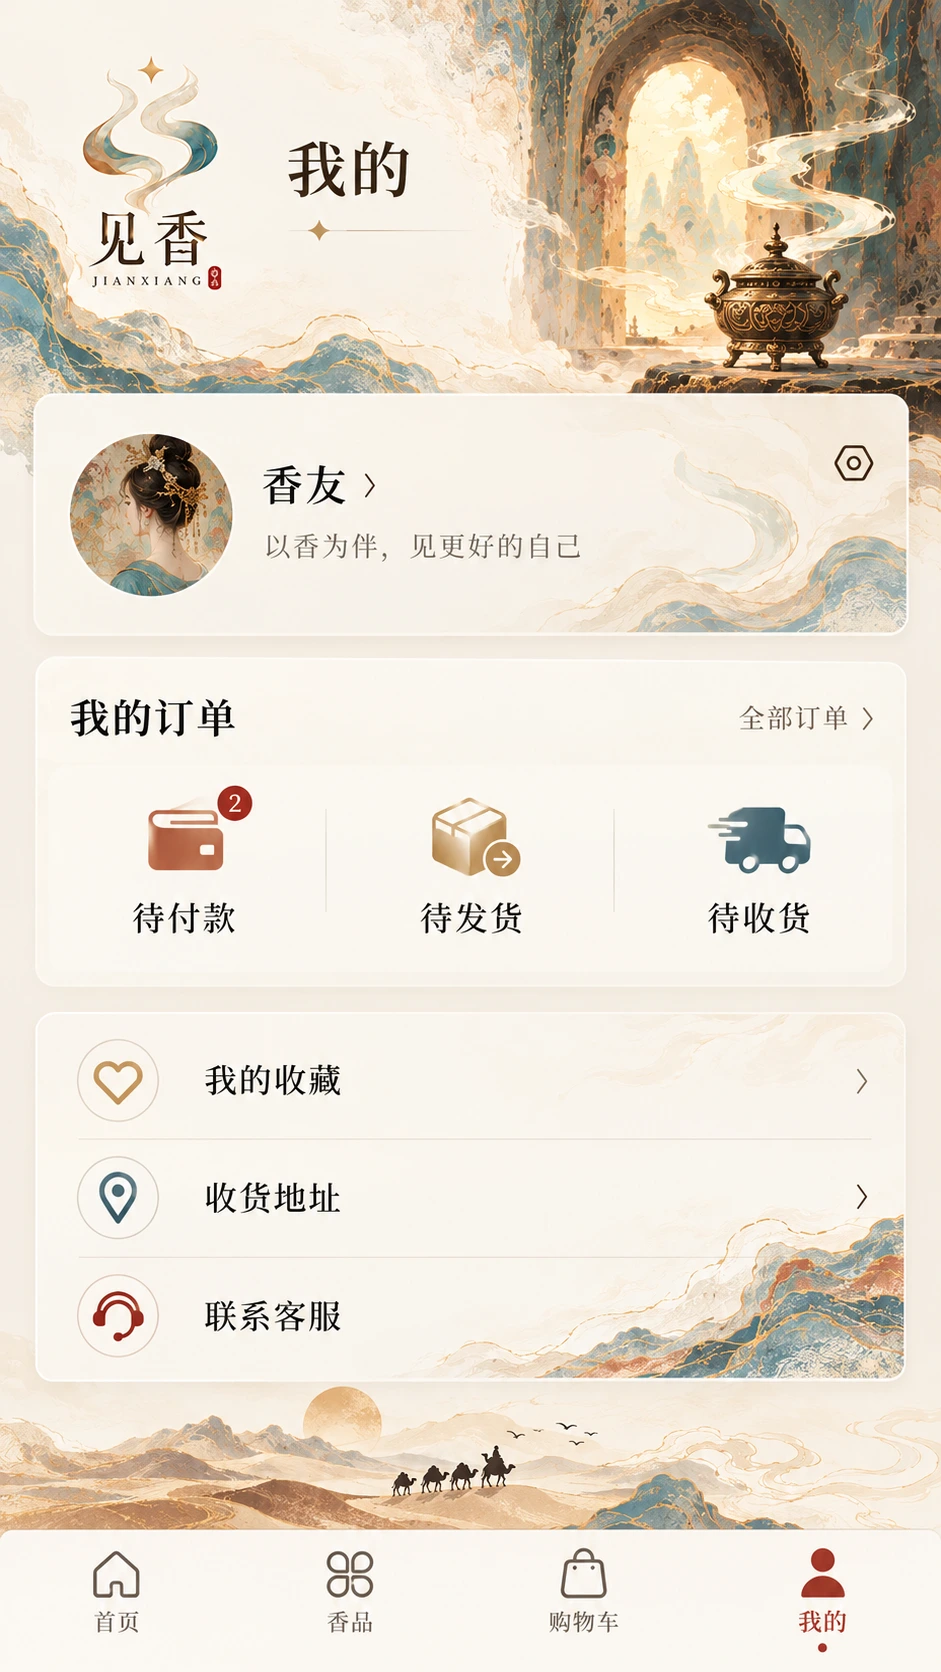 我的
见香
JIANXIANG
香友
以香为伴，见更好的自己
我的订单
全部订单
2
待付款
待发货
待收货
我的收藏
收货地址
联系客服
首页
香品
购物车
我的